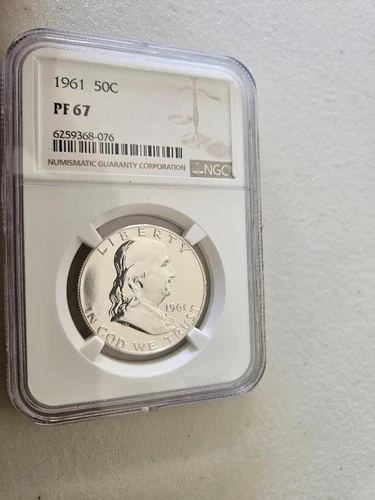 1961 50C
PF 67
6259368-076
NUMISMATIC GUARANTY CORPORATION
NGC
LIBERTY
1961
IN GOD WE TRUST